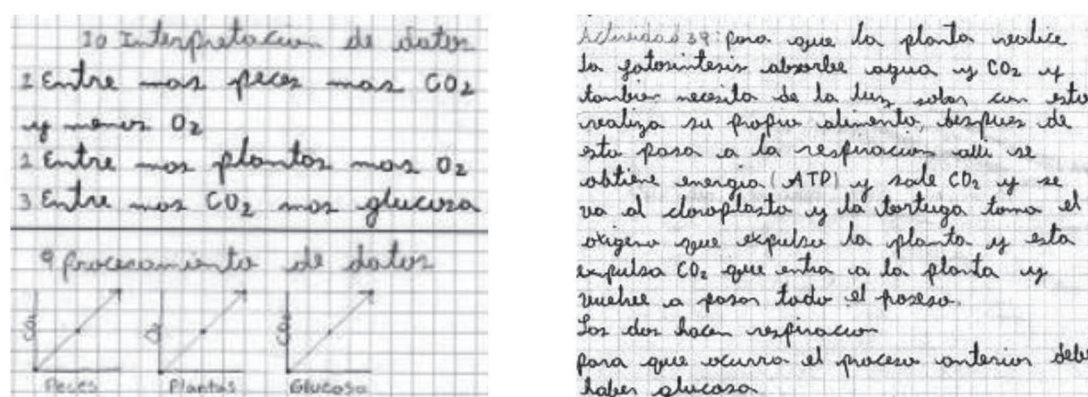 10 Interpretacion de datos
1 Entre mas peces mas CO2
y menos O2
2 Entre mas plantas mas O2
3 Entre mas CO2 mas glucosa
9 procesamiento de datos
Peces Plantas Glucosa
Actividad 39: para que la planta realice
la fotosintesis absorbe agua y CO2 y
tambien necesita de la luz solar con esto
realiza su propio alimento, despues de
esto pasa a la respiracion alli se
obtiene energia (ATP) y sale CO2 y se
va al cloroplasto y la tortuga toma el
oxigeno que expulsa la planta y esta
expulsa CO2 que entra a la planta y
vuelve a pasar todo el proseso.
Los dos hacen respiracion
para que ocurra el proceso anterior debe
haber glucosa